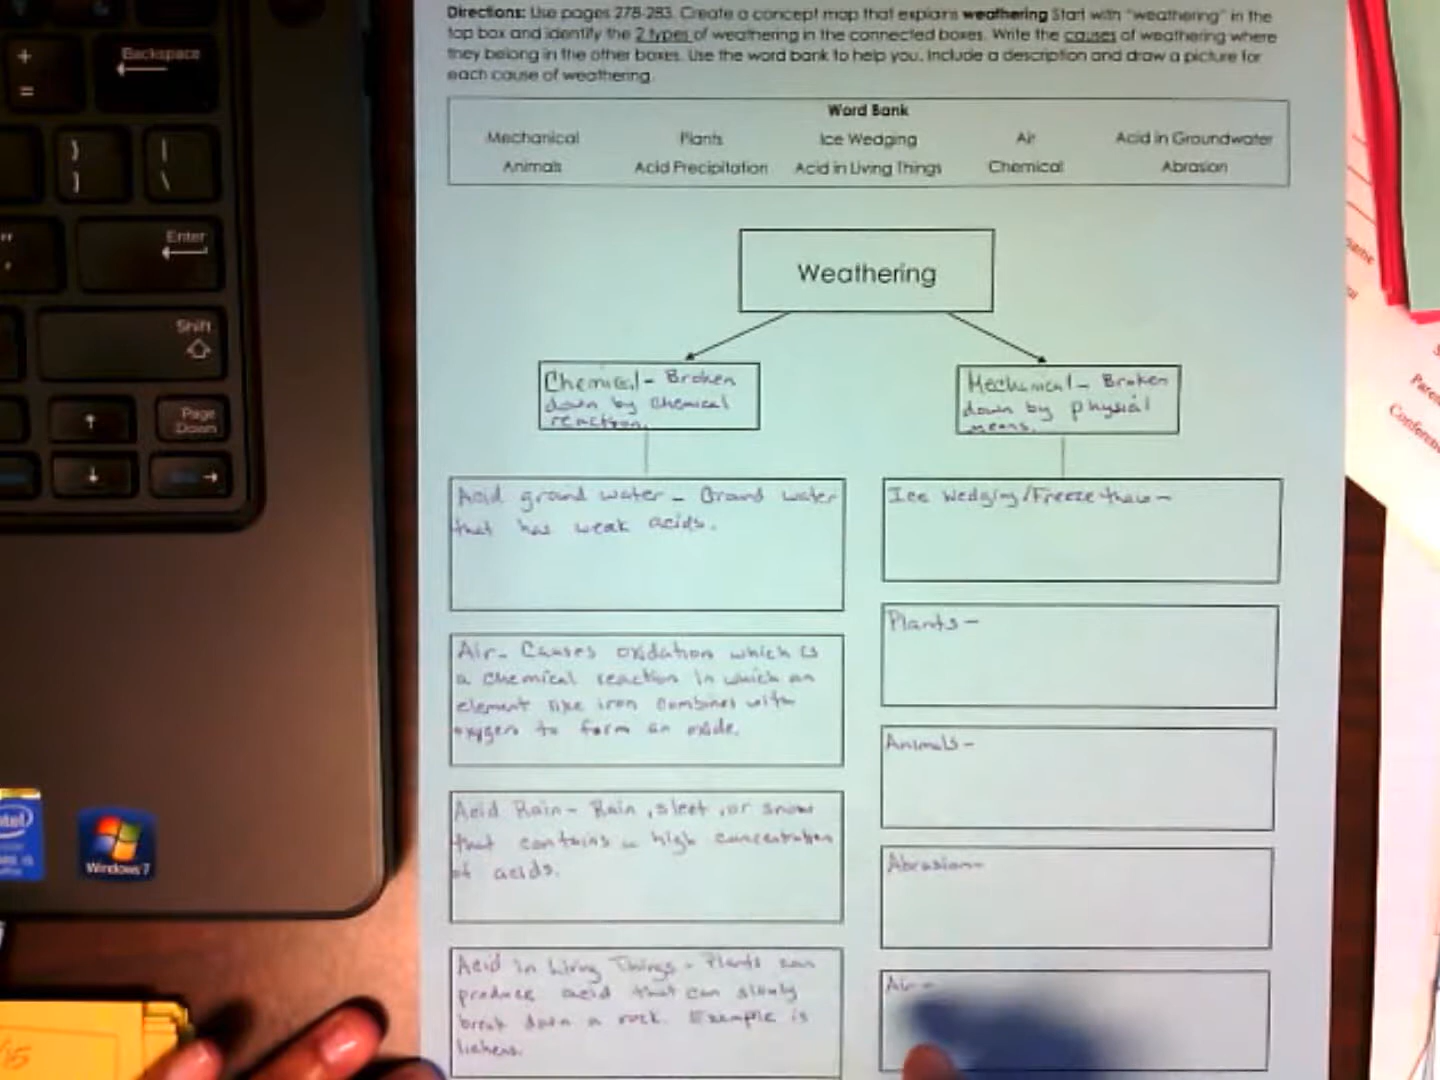 Directions: Use pages 278-283. Create a concept map that explains weathering Start with "weathering" in the
top box and identify the 2 types of weathering in the connected boxes. Write the causes of weathering where
they belong in the other boxes. Use the word bank to help you. Include a description and draw a picture for
each cause of weathering.
Word Bank
Mechanical Plants Ice Wedging Air Acid in Groundwater
Animals Acid Precipitation Acid in Living Things Chemical Abrasion
Weathering
Chemical - Broken
down by chemical
reaction.
Mechanical - Broken
down by physical
means.
Acid ground water - Ground water
that has weak acids.
Air - Causes oxidation which is
a chemical reaction in which an
element like iron combines with
oxygen to form an oxide.
Acid Rain - Rain, sleet, or snow
that contains a high concentration
of acids.
Acid in Living Things - Plants can
produce acid that can slowly
break down a rock. Example is
lichens.
Ice Wedging/Freeze thaw -
Plants -
Animals -
Abrasion -
Air -
+
=
Backspace
}
]
|
\
Enter
Shift
Page
Down
Windows 7
/15
Conference